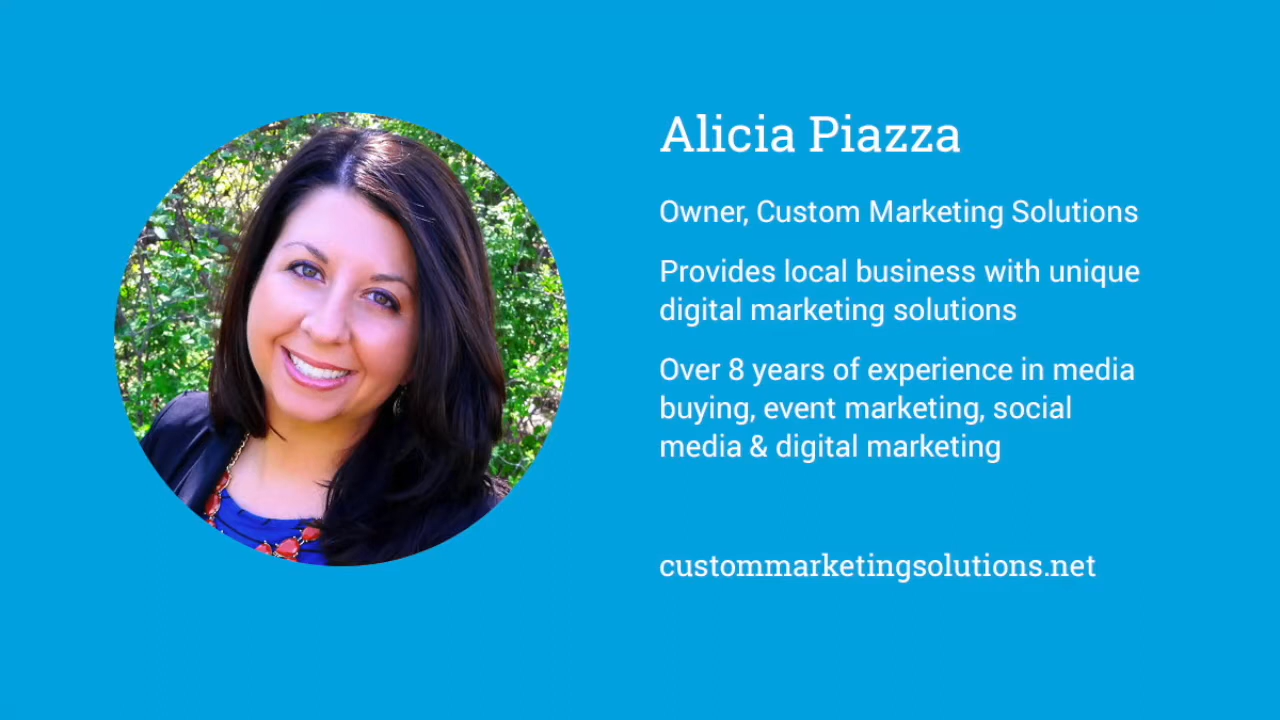 Alicia Piazza
Owner, Custom Marketing Solutions
Provides local business with unique
digital marketing solutions
Over 8 years of experience in media
buying, event marketing, social
media & digital marketing
custommarketingsolutions.net